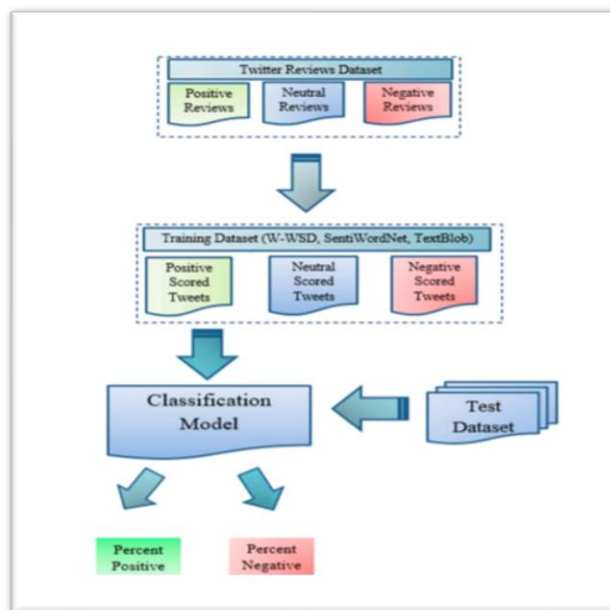 Twitter Reviews Dataset
Positive
Reviews
Neutral
Reviews
Negative
Reviews
Training Dataset (W-WSD, SentiWordNet, TextBlob)
Positive
Scored
Tweets
Neutral
Scored
Tweets
Negative
Scored
Tweets
Classification
Model
Test
Dataset
Percent
Positive
Percent
Negative